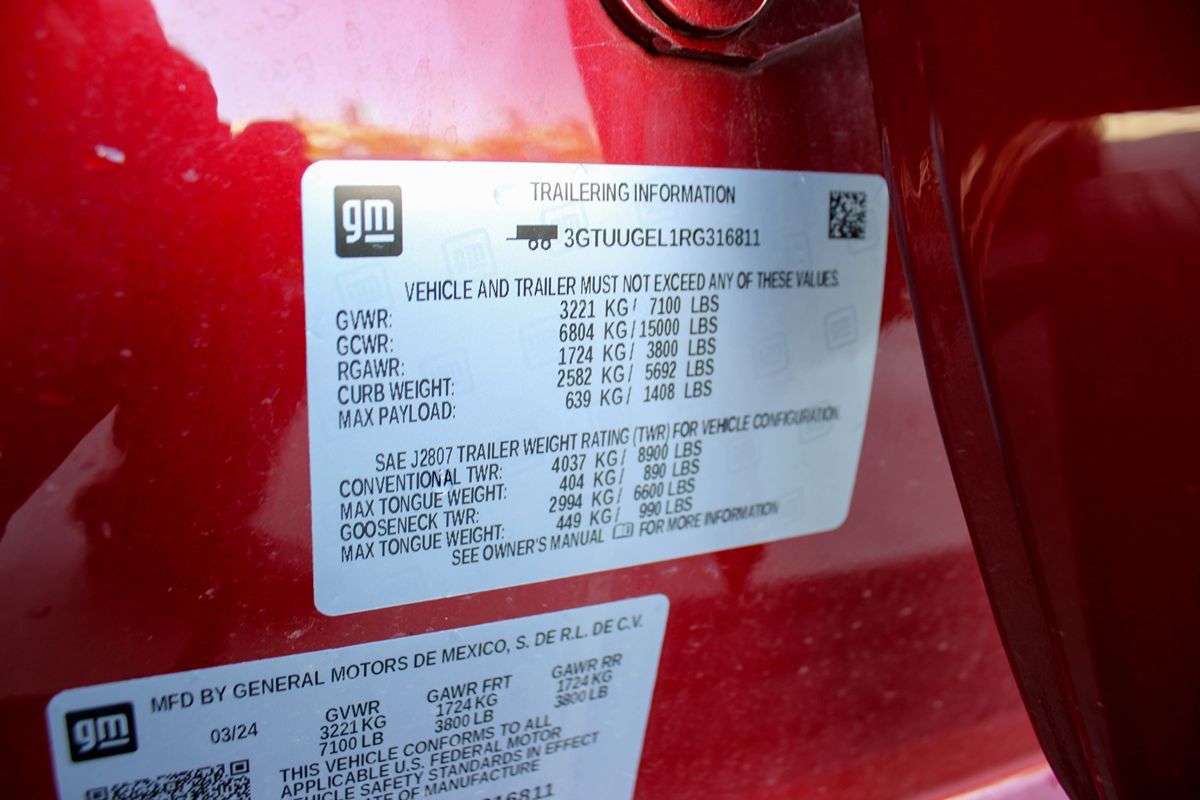 gm
TRAILERING INFORMATION
3GTUUGEL1RG316811
VEHICLE AND TRAILER MUST NOT EXCEED ANY OF THESE VALUES.
GVWR: 3221 KG/ 7100 LBS
GCWR: 6804 KG/ 15000 LBS
RGAWR: 1724 KG/ 3800 LBS
CURB WEIGHT: 2582 KG/ 5692 LBS
MAX PAYLOAD: 639 KG/ 1408 LBS
SAE J2807 TRAILER WEIGHT RATING (TWR) FOR VEHICLE CONFIGURATION.
CONVENTIONAL TWR: 4037 KG/ 8900 LBS
MAX TONGUE WEIGHT: 404 KG/ 890 LBS
GOOSENECK TWR: 2994 KG/ 6600 LBS
MAX TONGUE WEIGHT: 449 KG/ 990 LBS
SEE OWNER'S MANUAL FOR MORE INFORMATION
gm
MFD BY GENERAL MOTORS DE MEXICO, S. DE R.L. DE C.V.
03/24 GVWR GAWR FRT GAWR RR
3221 KG 1724 KG 1724 KG
7100 LB 3800 LB 3800 LB
THIS VEHICLE CONFORMS TO ALL
APPLICABLE U.S. FEDERAL MOTOR
VEHICLE SAFETY STANDARDS IN EFFECT
DATE OF MANUFACTURE
16811